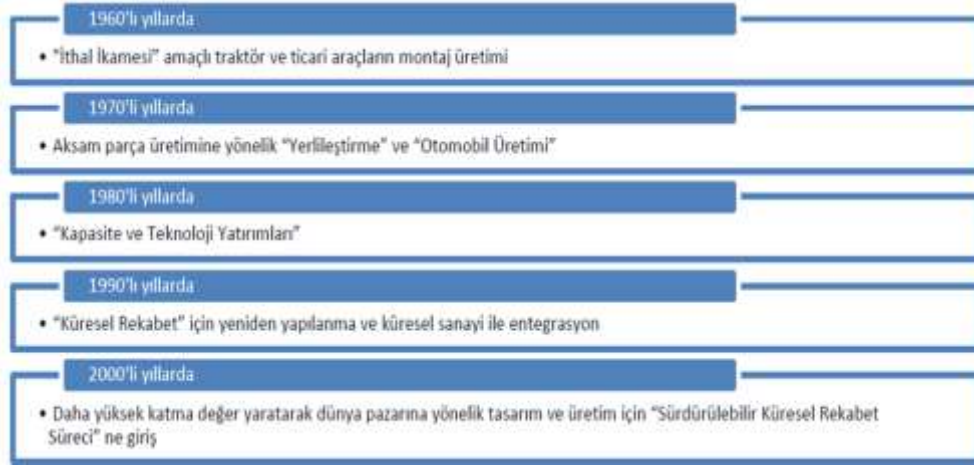 1960'lı yıllarda
• "İthal İkamesi" amaçlı traktör ve ticari araçların montaj üretimi
1970'li yıllarda
• Aksam parça üretimine yönelik "Yerlileştirme" ve "Otomobil Üretimi"
1980'li yıllarda
• "Kapasite ve Teknoloji Yatırımları"
1990'lı yıllarda
• "Küresel Rekabet" için yeniden yapılanma ve küresel sanayi ile entegrasyon
2000'li yıllarda
• Daha yüksek katma değer yaratarak dünya pazarına yönelik tasarım ve üretim için "Sürdürülebilir Küresel Rekabet
Süreci" ne giriş